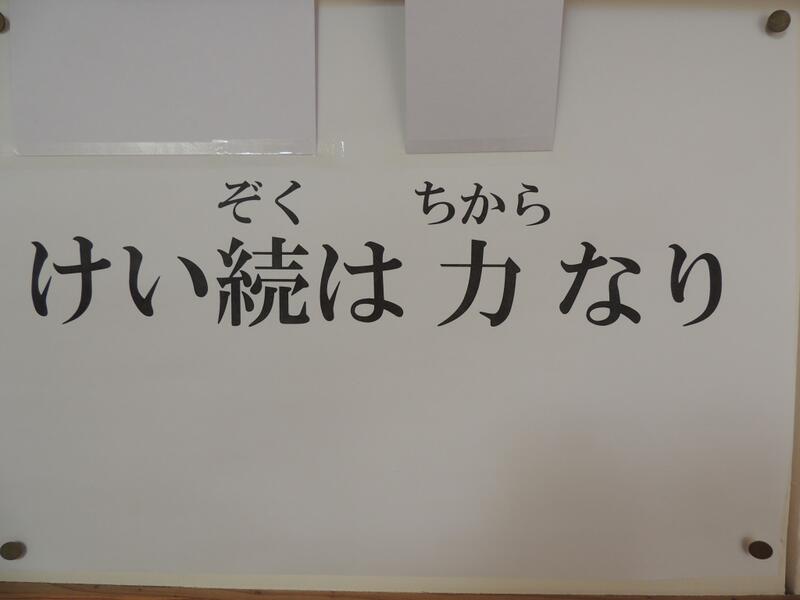 ぞく ちから
けい続は 力 なり